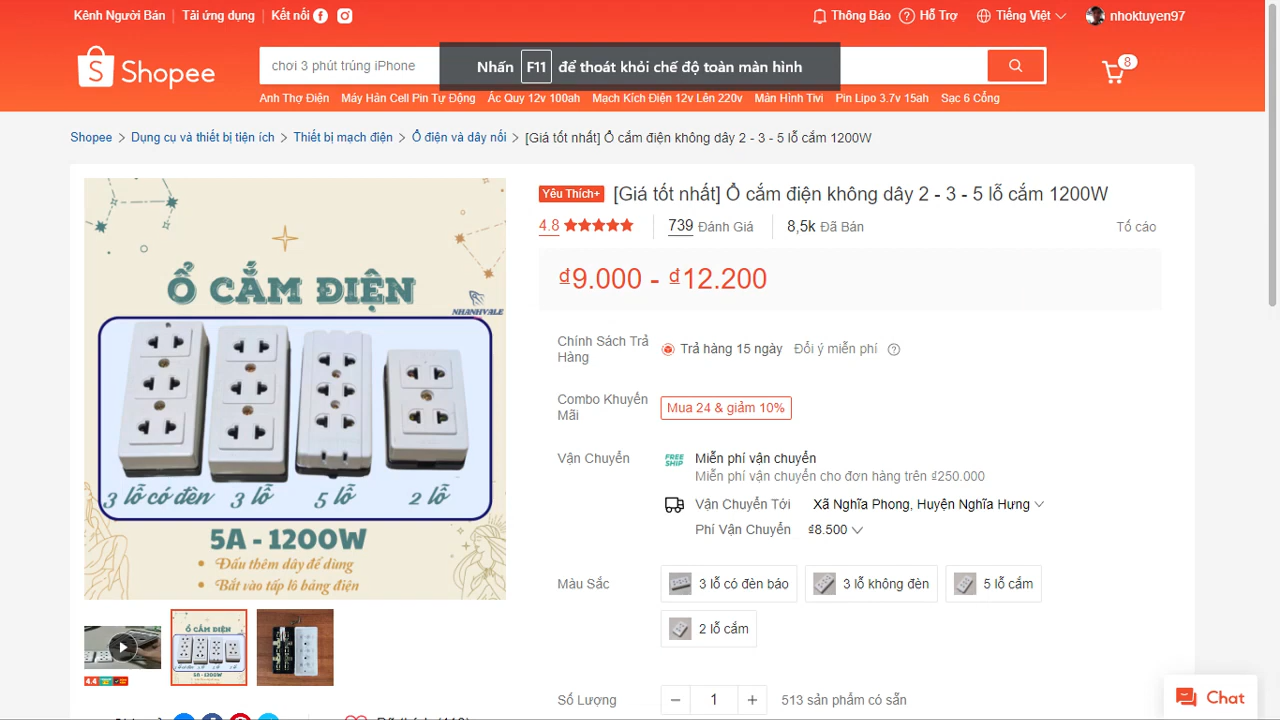 Kênh Người Bán | Tải ứng dụng | Kết nối
Thông Báo Hỗ Trợ Tiếng Việt nhoktuyen97
Shopee
chơi 3 phút trúng iPhone
Nhấn F11 để thoát khỏi chế độ toàn màn hình
8
Anh Thợ Điện Máy Hàn Cell Pin Tự Động Ắc Quy 12v 100ah Mạch Kích Điện 12v Lên 220v Màn Hình Tivi Pin Lipo 3.7v 15ah Sạc 6 Cổng
Shopee > Dụng cụ và thiết bị tiện ích > Thiết bị mạch điện > Ổ điện và dây nối > [Giá tốt nhất] Ổ cắm điện không dây 2 - 3 - 5 lỗ cắm 1200W
Ổ CẮM ĐIỆN
NHANHVALE
3 lỗ có đèn 3 lỗ 5 lỗ 2 lỗ
5A - 1200W
• Đấu thêm dây để dùng
• Bắt vào táp lô bảng điện
Yêu Thích+ [Giá tốt nhất] Ổ cắm điện không dây 2 - 3 - 5 lỗ cắm 1200W
4.8 739 Đánh Giá 8,5k Đã Bán Tố cáo
₫9.000 - ₫12.200
Chính Sách Trả Hàng
Trả hàng 15 ngày Đổi ý miễn phí
Combo Khuyến Mãi
Mua 24 & giảm 10%
Vận Chuyển FREE SHIP Miễn phí vận chuyển
Miễn phí vận chuyển cho đơn hàng trên ₫250.000
Vận Chuyển Tới Xã Nghĩa Phong, Huyện Nghĩa Hưng
Phí Vận Chuyển ₫8.500
Màu Sắc 3 lỗ có đèn báo 3 lỗ không đèn 5 lỗ cắm
2 lỗ cắm
Số Lượng − 1 + 513 sản phẩm có sẵn
4.4
Ổ CẮM ĐIỆN
5A - 1200W
Chat